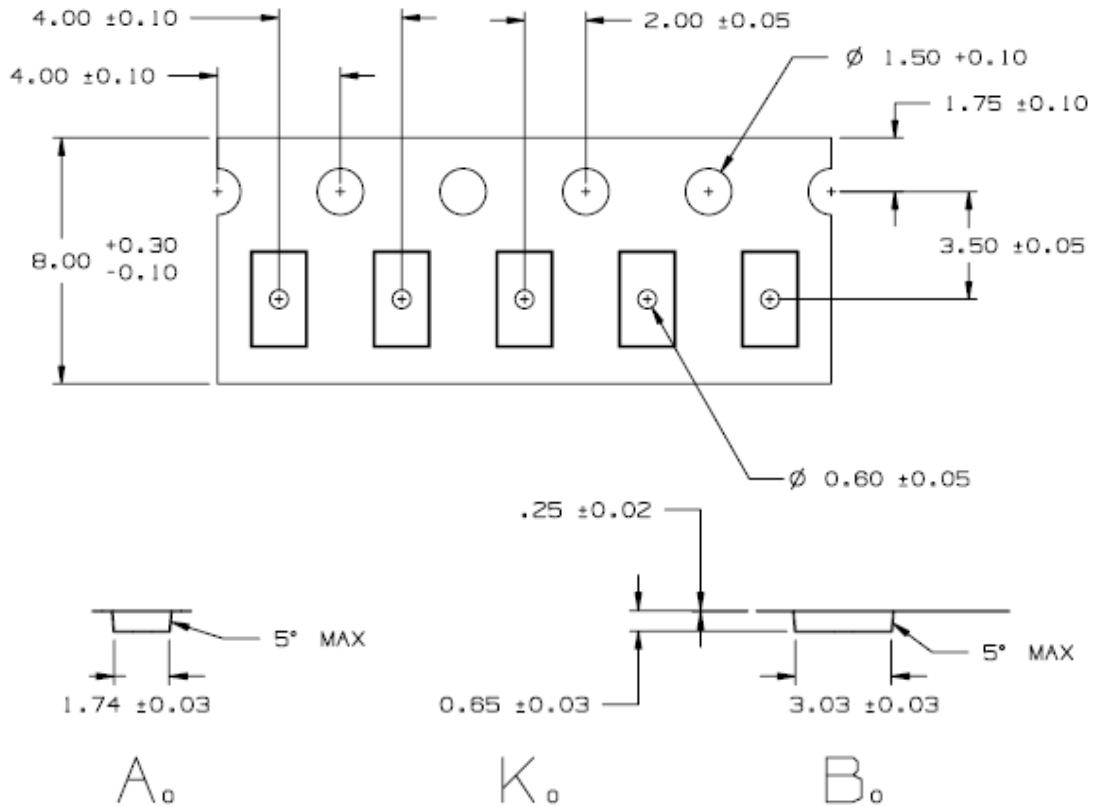 4.00 ±0.10
2.00 ±0.05
4.00 ±0.10
Ø 1.50 +0.10
1.75 ±0.10
8.00 +0.30
-0.10
3.50 ±0.05
Ø 0.60 ±0.05
.25 ±0.02
5° MAX
5° MAX
1.74 ±0.03
0.65 ±0.03
3.03 ±0.03
A₀
K₀
B₀